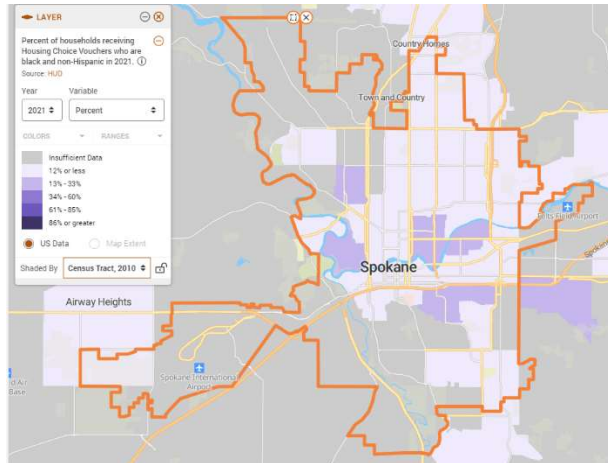 LAYER
Percent of households receiving
Housing Choice Vouchers who are
black and non-Hispanic in 2021.
Source: HUD
Year Variable
2021 Percent
COLORS RANGES
Insufficient Data
12% or less
13% - 33%
34% - 60%
61% - 85%
86% or greater
US Data Map Extent
Shaded By Census Tract, 2010
Country Homes
Town and Country
Felts Field Airport
Spokane
Spokane
Airway Heights
Spokane International
Airport
d Air
Base